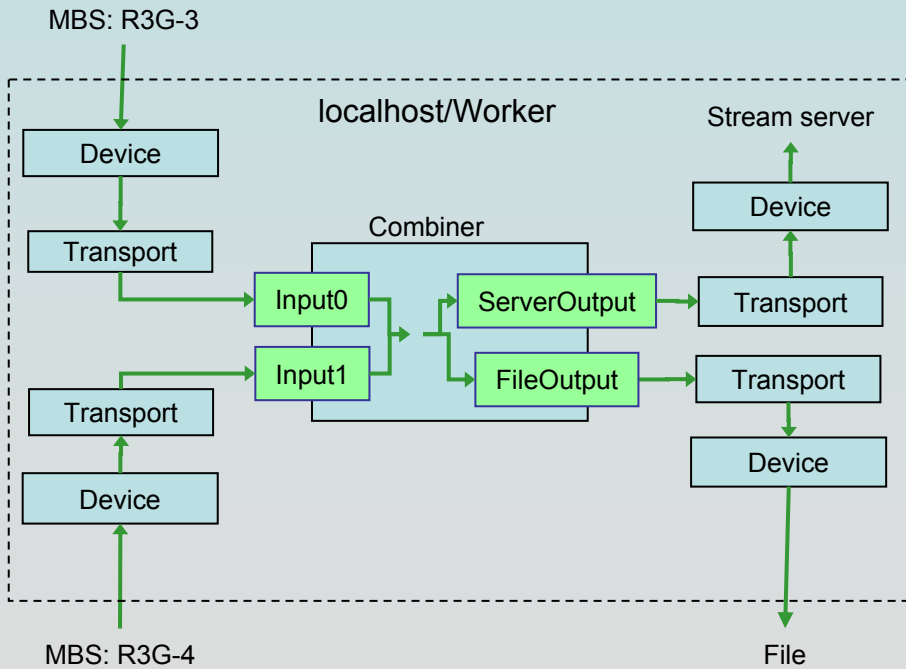 MBS: R3G-3
localhost/Worker
Stream server
Device
Device
Combiner
Transport
Input0
ServerOutput
Transport
Input1
FileOutput
Transport
Transport
Device
Device
MBS: R3G-4
File